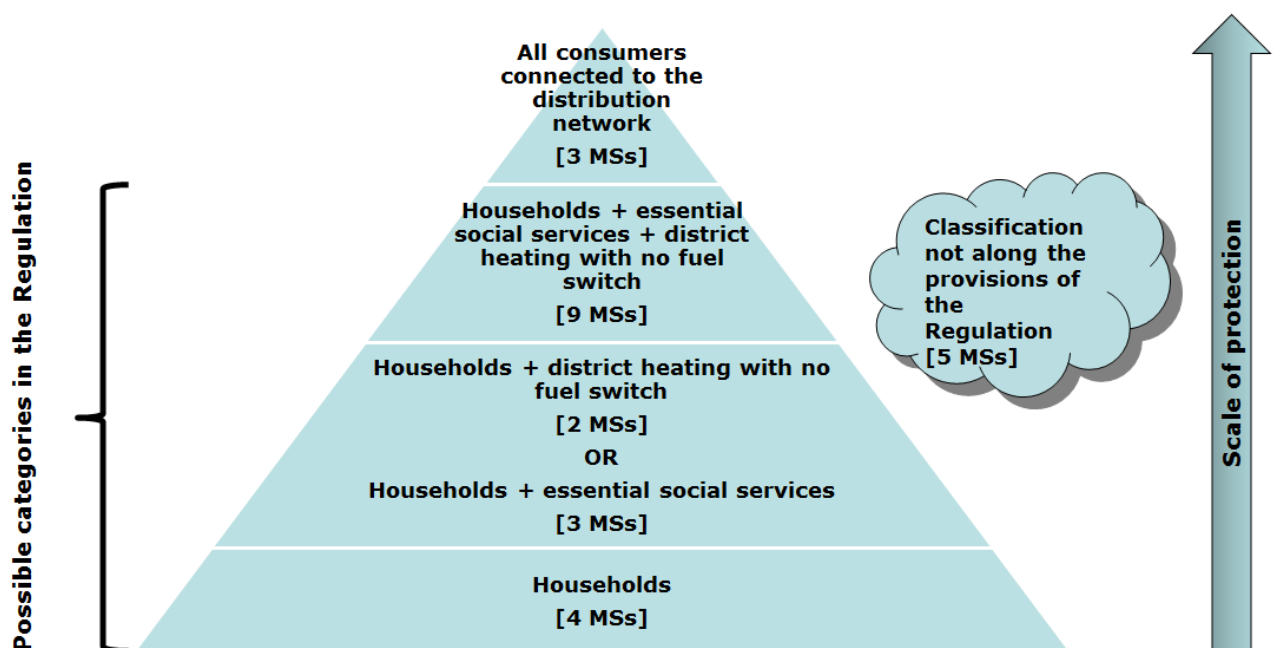 All consumers
connected to the
distribution
network
[3 MSs]
Households + essential
social services + district
heating with no fuel
switch
[9 MSs]
Households + district heating with no
fuel switch
[2 MSs]
OR
Households + essential social services
[3 MSs]
Households
[4 MSs]
Possible categories in the Regulation
Classification
not along the
provisions of
the
Regulation
[5 MSs]
Scale of protection